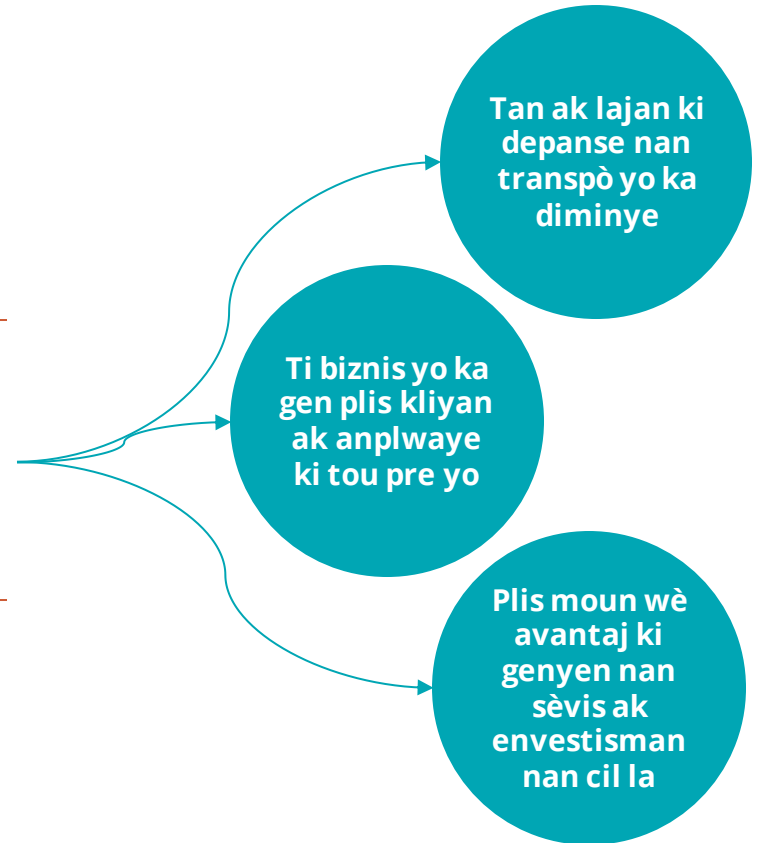 Tan ak lajan ki
depanse nan
transpò yo ka
diminye
Ti biznis yo ka
gen plis kliyan
ak anplwaye
ki tou pre yo
Plis moun wè
avantaj ki
genyen nan
sèvis ak
envestisman
nan cil la